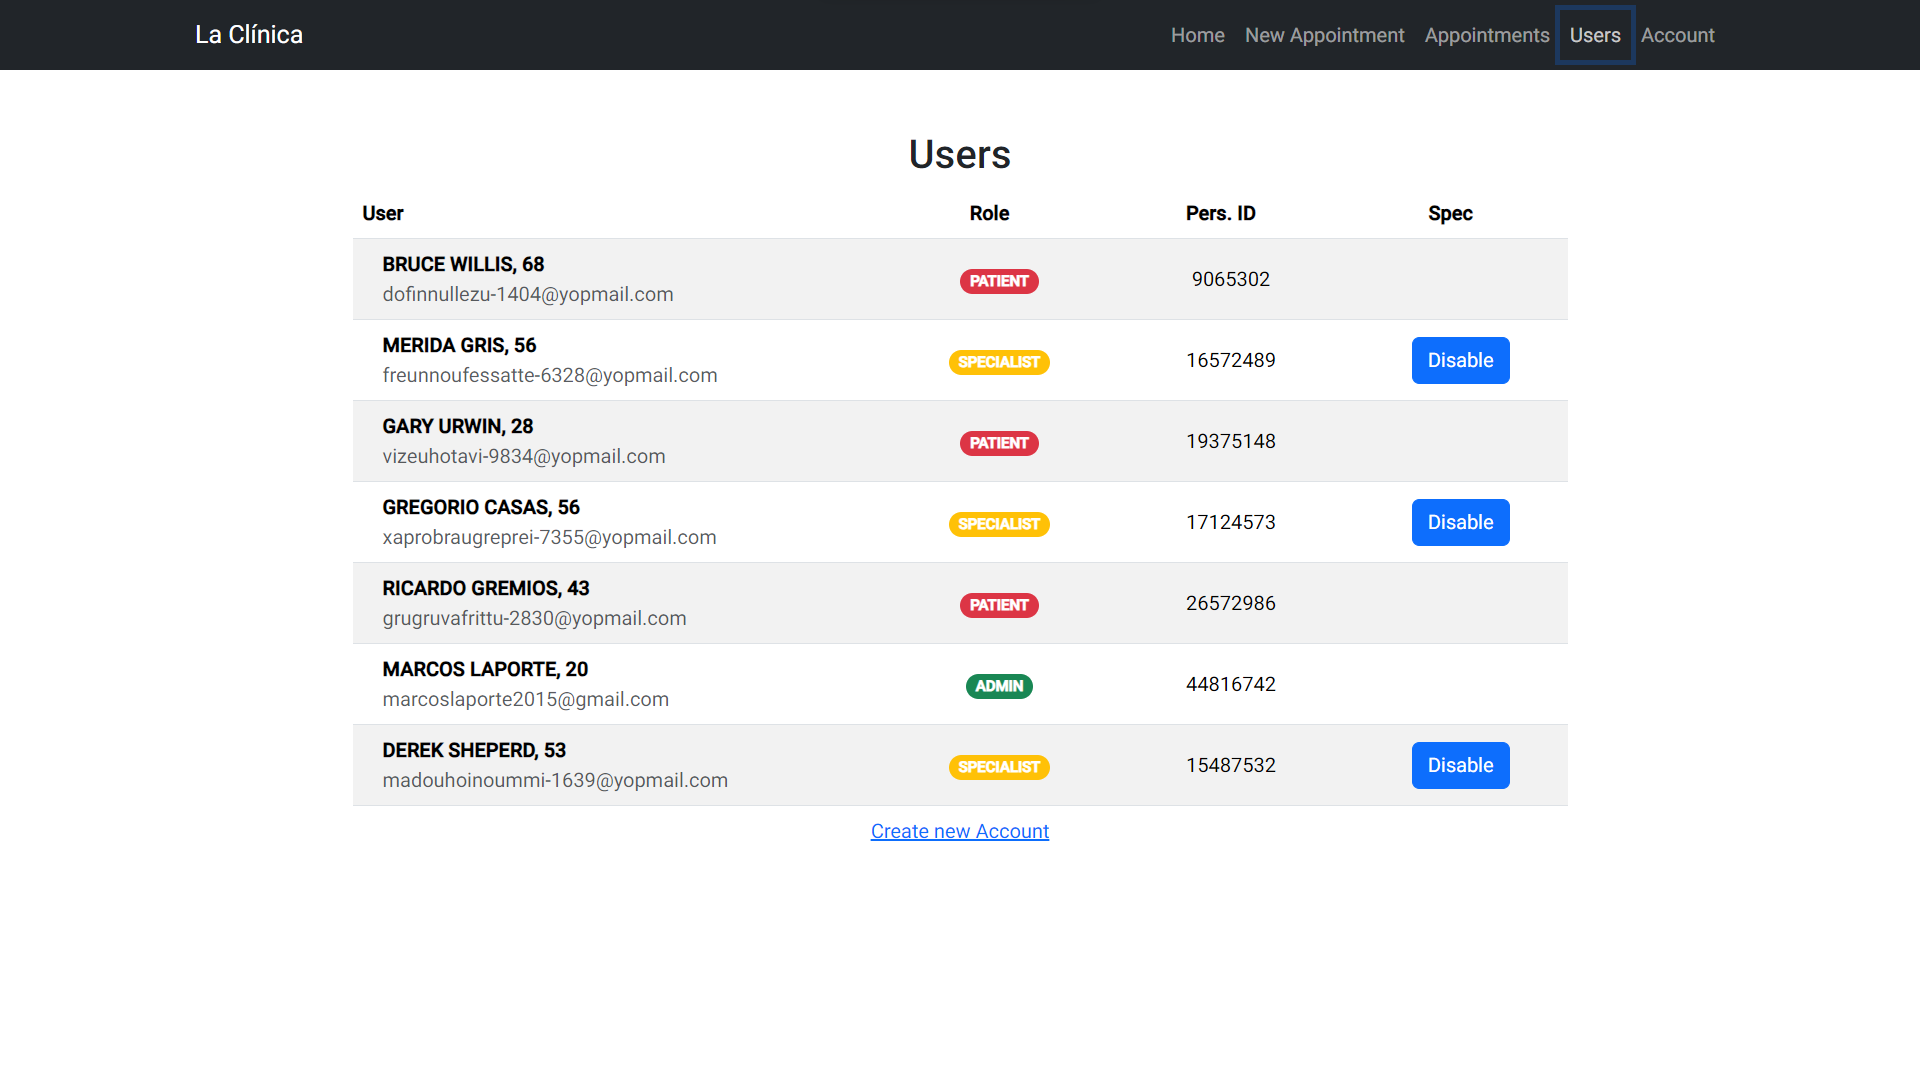 La Clínica
Home New Appointment Appointments Users Account
Users
User Role Pers. ID Spec
BRUCE WILLIS, 68
dofinnullezu-1404@yopmail.com
PATIENT 9065302
MERIDA GRIS, 56
freunnoufessatte-6328@yopmail.com
SPECIALIST 16572489 Disable
GARY URWIN, 28
vizeuhotavi-9834@yopmail.com
PATIENT 19375148
GREGORIO CASAS, 56
xaprobraugreprei-7355@yopmail.com
SPECIALIST 17124573 Disable
RICARDO GREMIOS, 43
grugruvafrittu-2830@yopmail.com
PATIENT 26572986
MARCOS LAPORTE, 20
marcoslaporte2015@gmail.com
ADMIN 44816742
DEREK SHEPERD, 53
madouhoinoummi-1639@yopmail.com
SPECIALIST 15487532 Disable
Create new Account